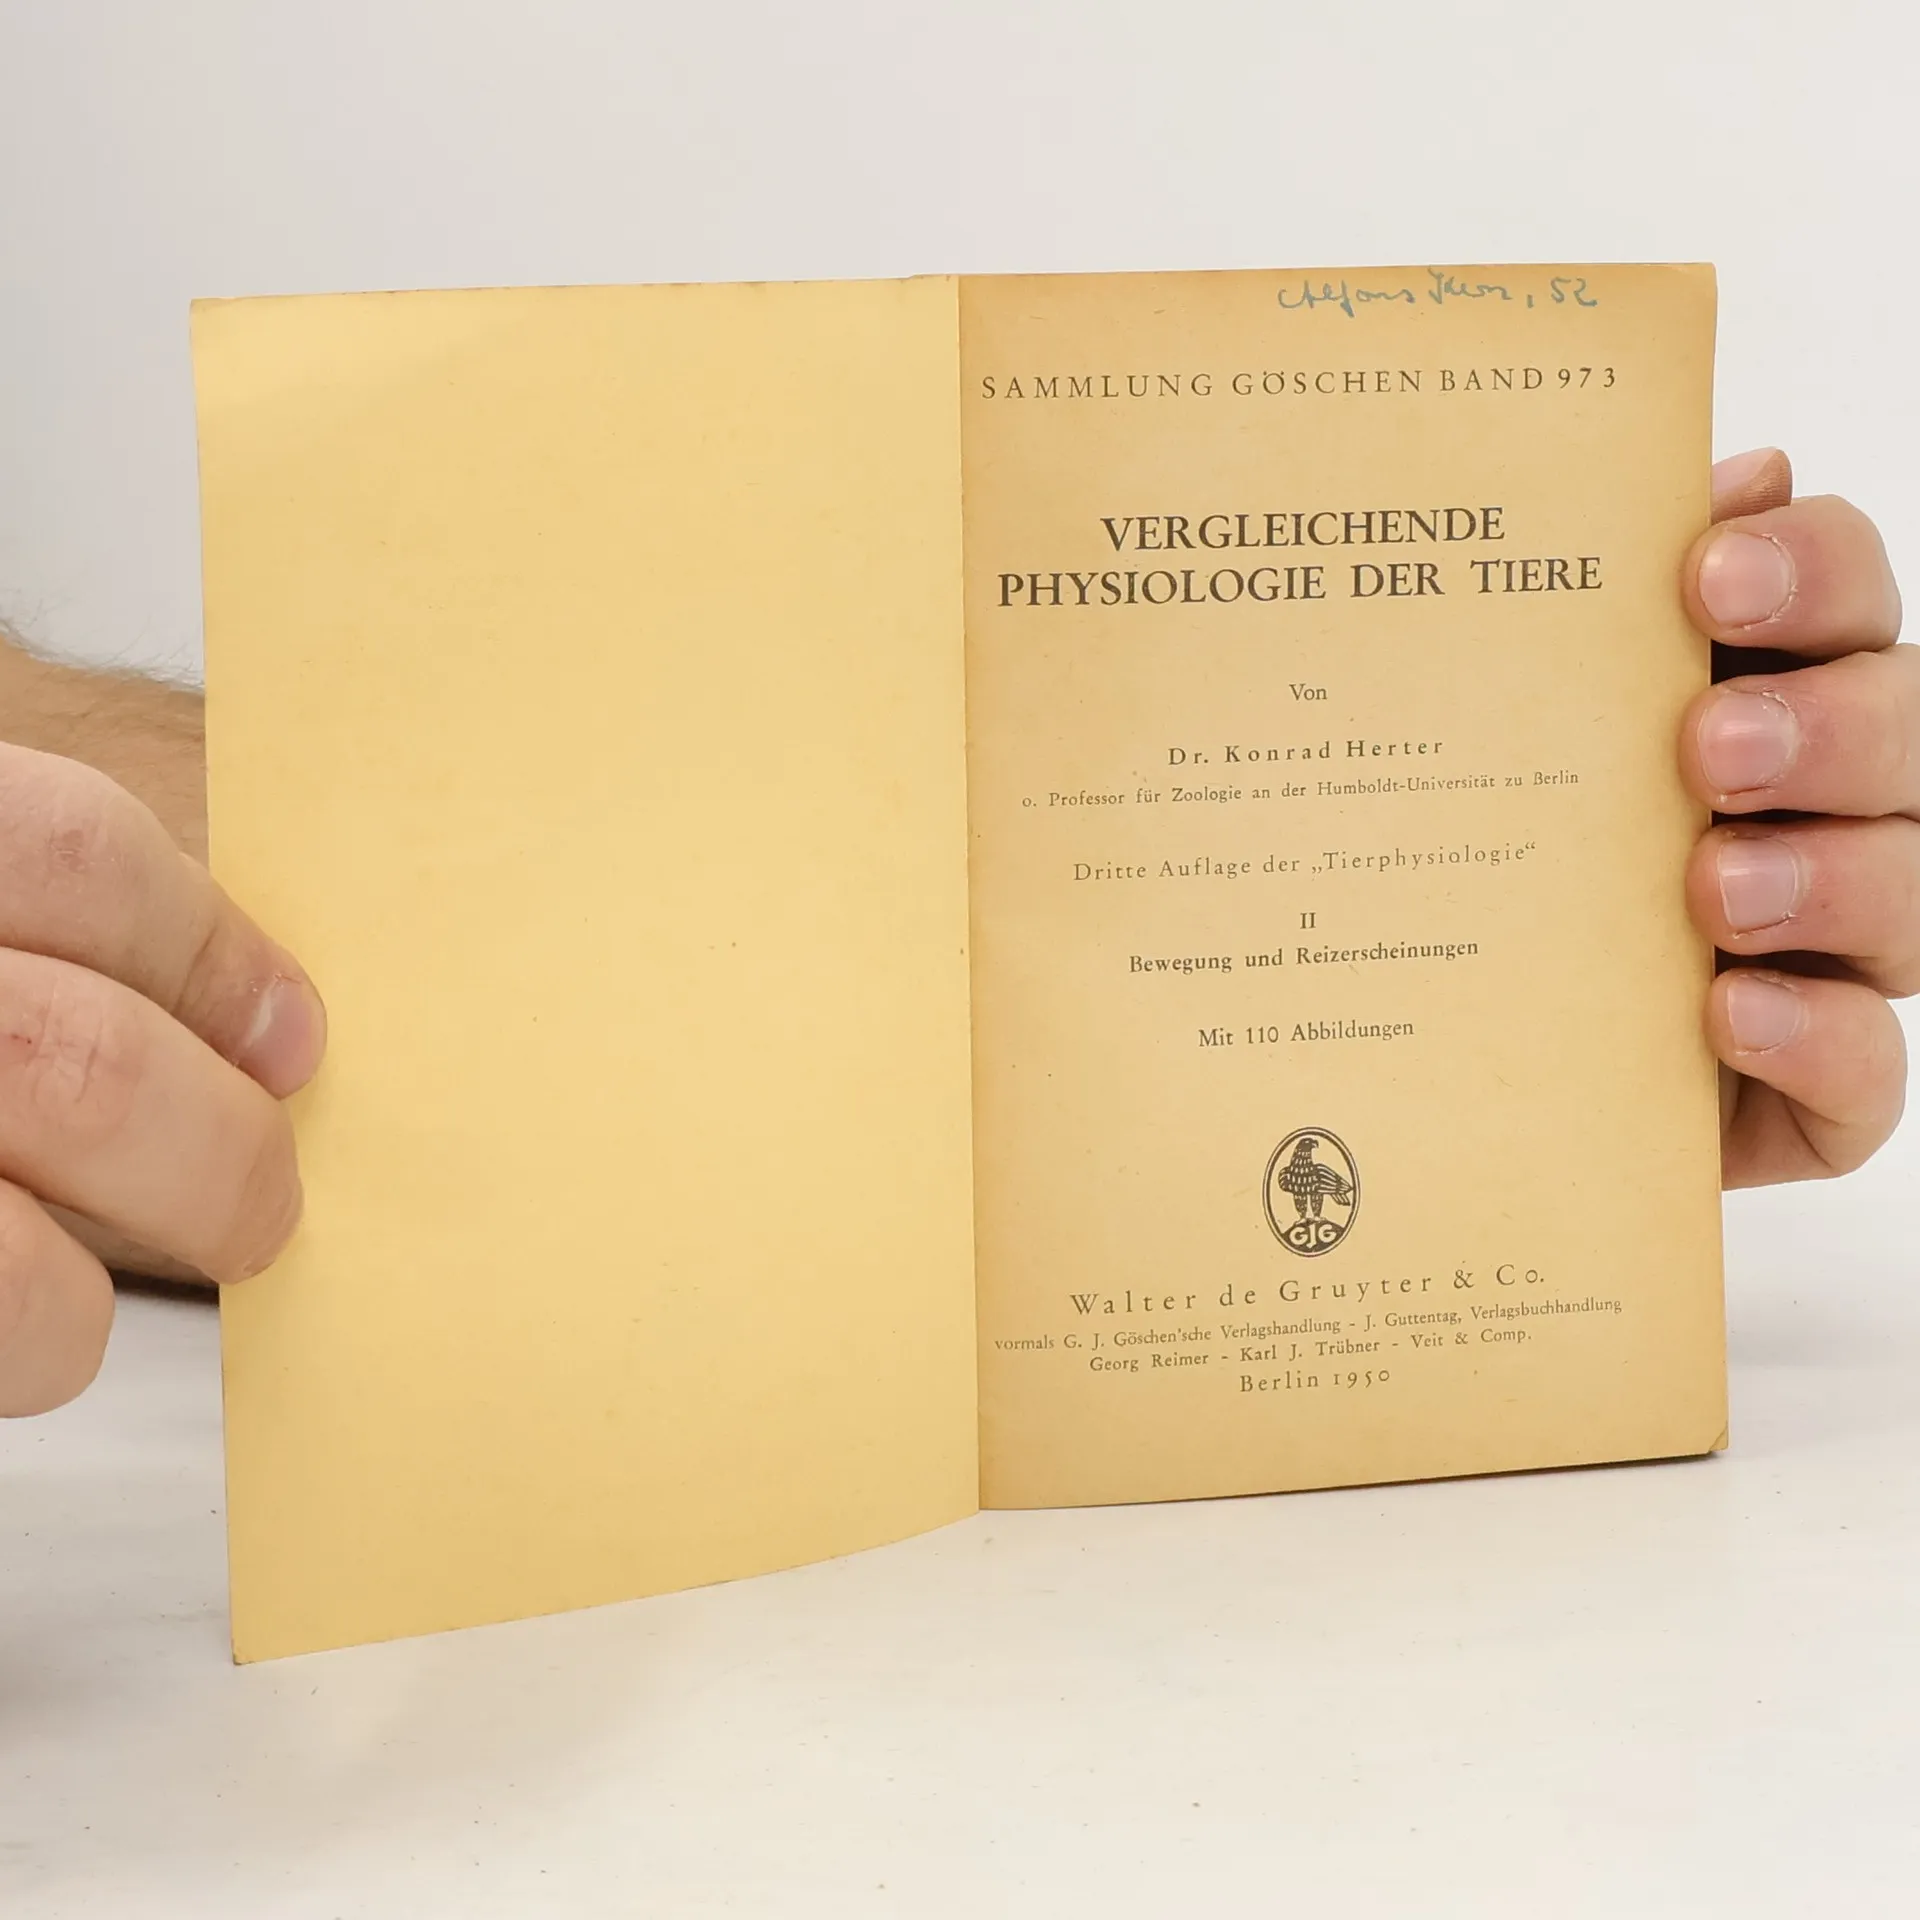 Alfons
, 52
SAMMLUNG GÖSCHEN BAND 973
VERGLEICHENDE
PHYSIOLOGIE DER TIERE
Von
Dr. Konrad Herter
o. Professor für Zoologie an der Humboldt-Universität zu Berlin
Dritte Auflage der „Tierphysiologie“
II
Bewegung und Reizerscheinungen
Mit 110 Abbildungen
GJG
Walter de Gruyter & Co.
vormals G. J. Göschen'sche Verlagshandlung - J. Guttentag, Verlagsbuchhandlung
Georg Reimer - Karl J. Trübner - Veit & Comp.
Berlin 1950